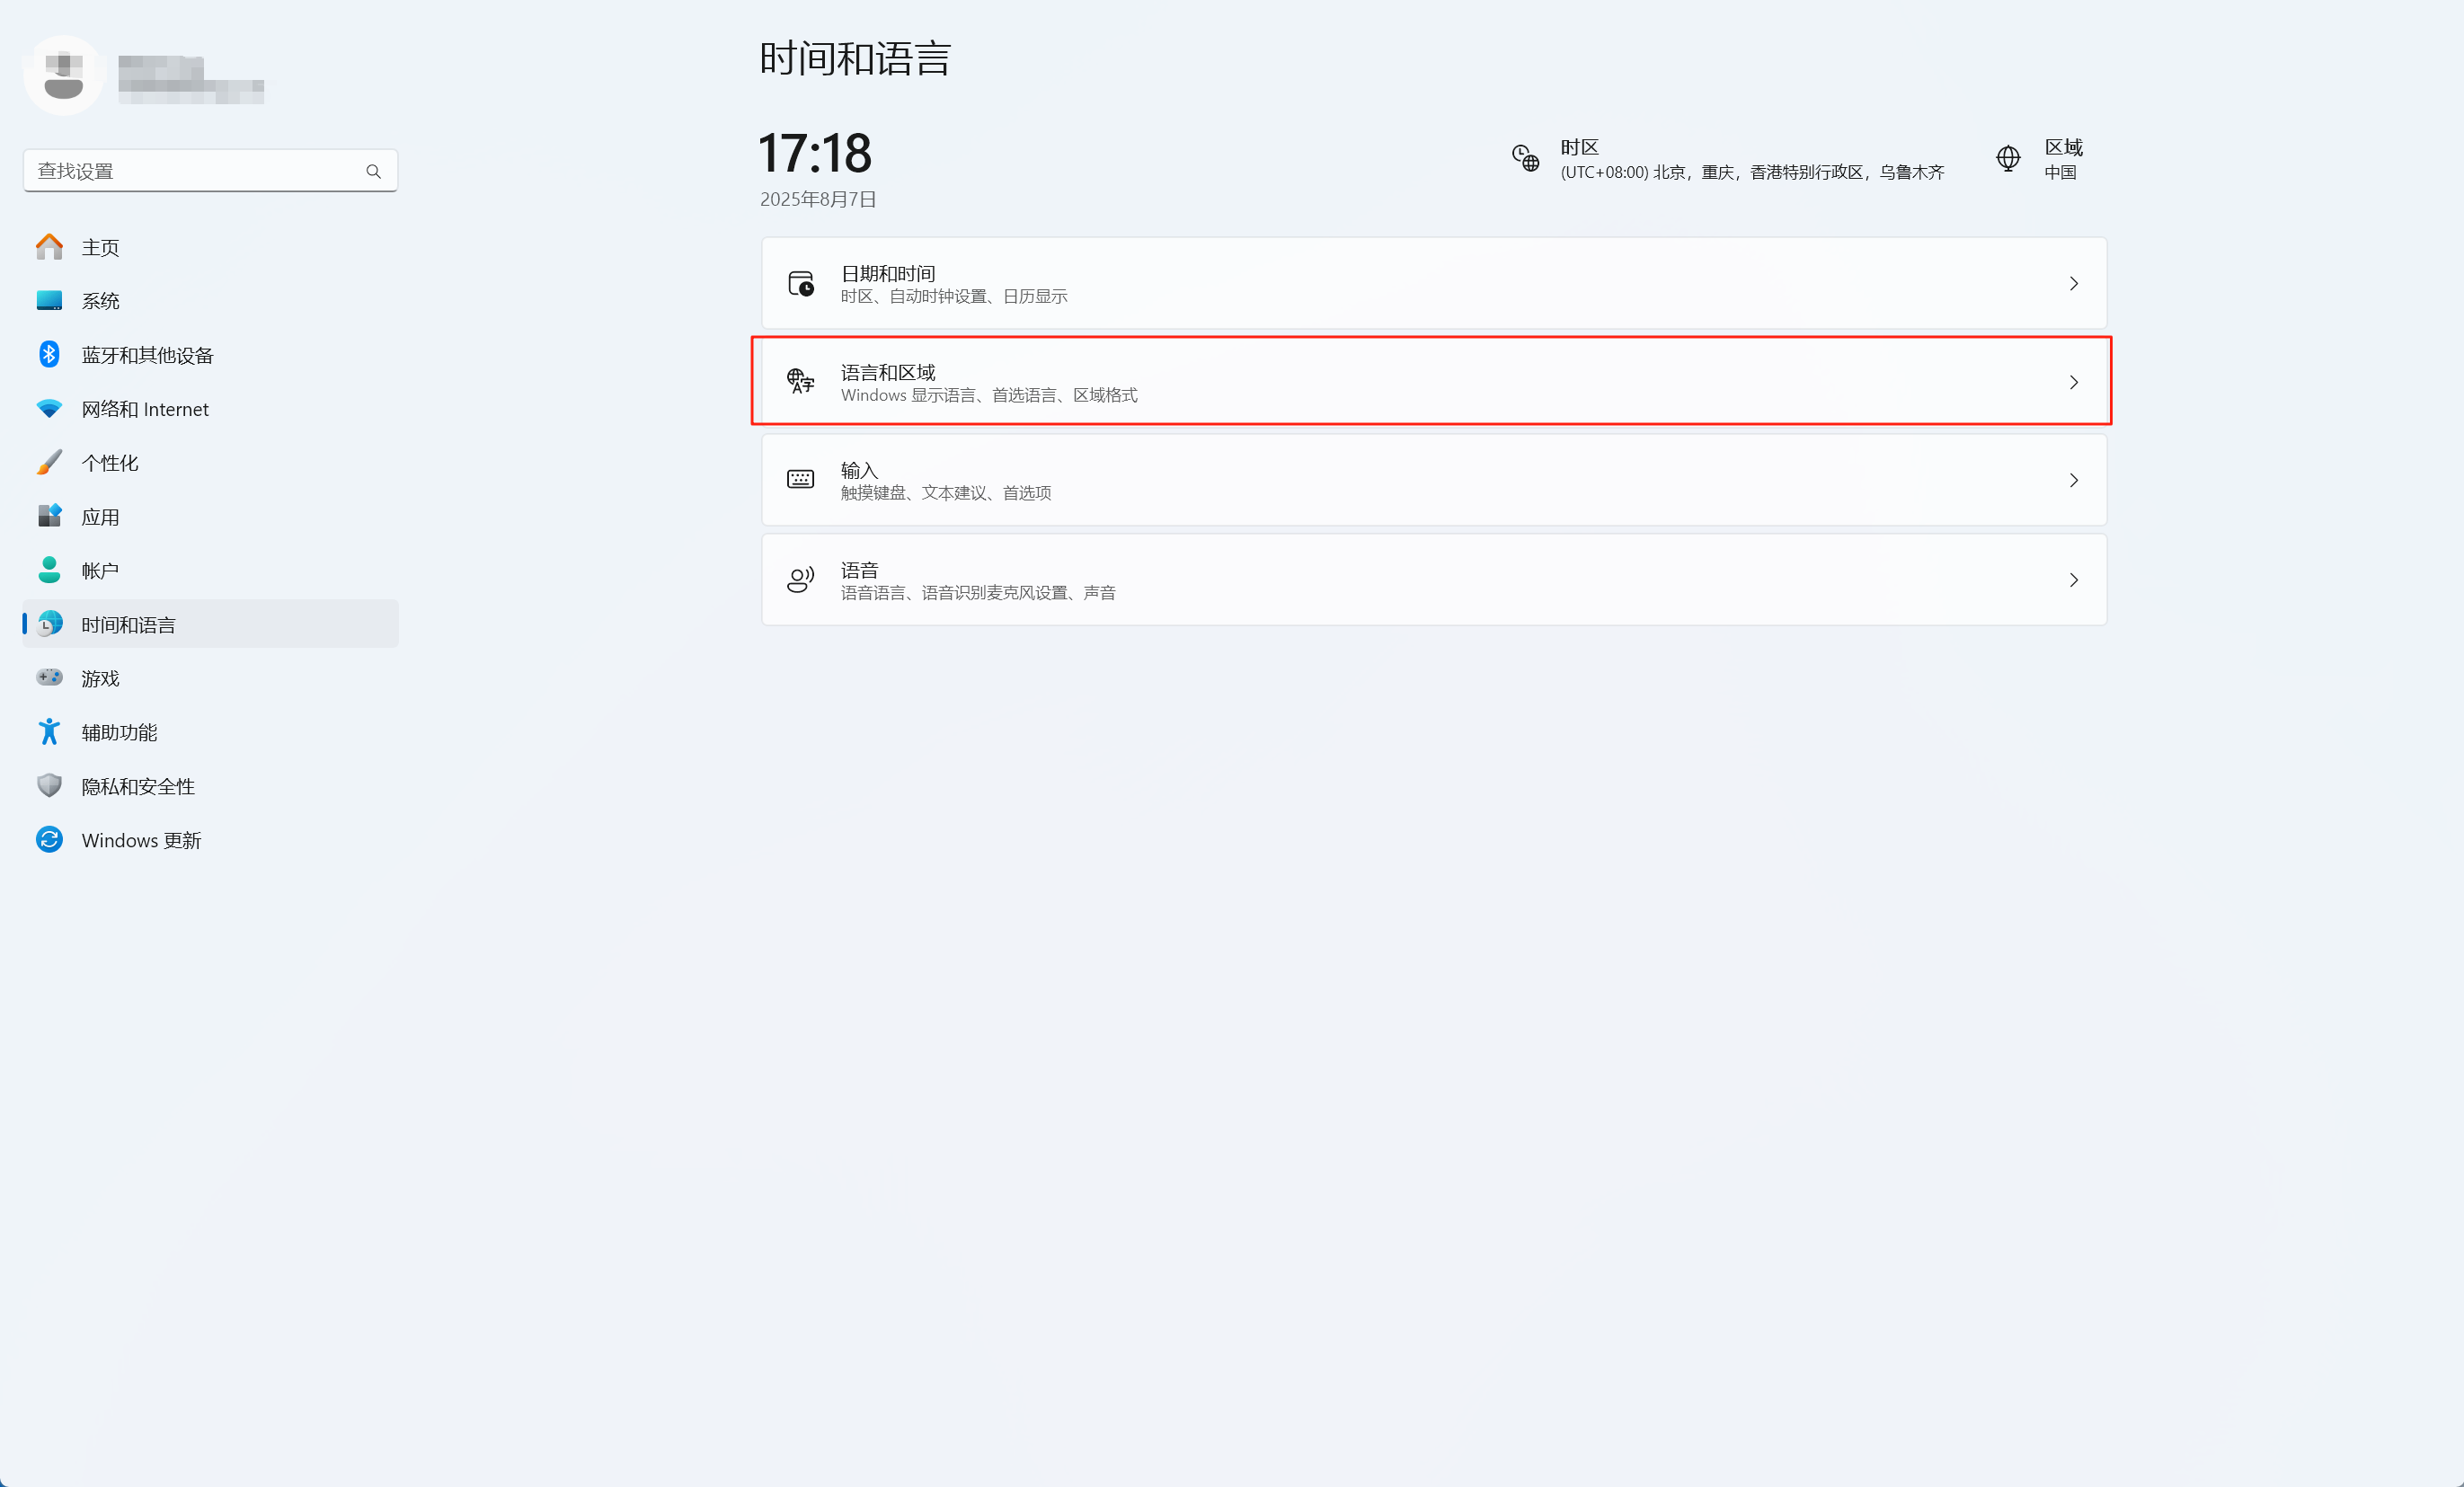 查找设置
主页
系统
蓝牙和其他设备
网络和 Internet
个性化
应用
帐户
时间和语言
游戏
辅助功能
隐私和安全性
Windows 更新
时间和语言
17:18
2025年8月7日
时区
(UTC+08:00) 北京，重庆，香港特别行政区，乌鲁木齐
区域
中国
日期和时间
时区、自动时钟设置、日历显示
语言和区域
Windows 显示语言、首选语言、区域格式
输入
触摸键盘、文本建议、首选项
语音
语音语言、语音识别麦克风设置、声音